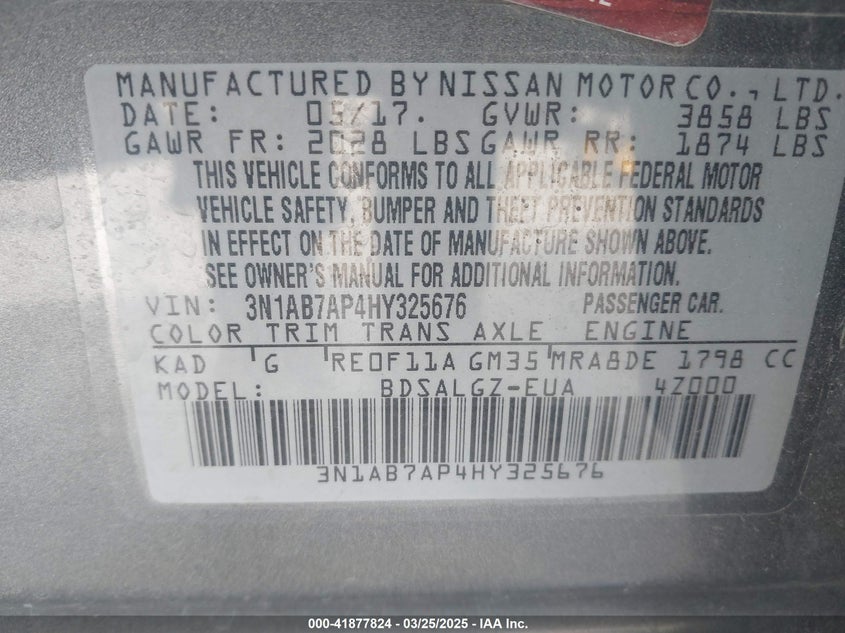 MANUFACTURED BY NISSAN MOTOR CO., LTD.
DATE: 05/17. GVWR: 3858 LBS
GAWR FR: 2028 LBS GAWR RR: 1874 LBS
THIS VEHICLE CONFORMS TO ALL APPLICABLE FEDERAL MOTOR
VEHICLE SAFETY, BUMPER AND THEFT PREVENTION STANDARDS
IN EFFECT ON THE DATE OF MANUFACTURE SHOWN ABOVE.
SEE OWNER'S MANUAL FOR ADDITIONAL INFORMATION.
VIN: 3N1AB7AP4HY325676 PASSENGER CAR.
COLOR TRIM TRANS AXLE ENGINE
KAD G RE0F11A GM35 MRA8DE 1798 CC
MODEL: BDSALGZ-EUA 4Z000
3N1AB7AP4HY325676
000-41877824 - 03/25/2025 - IAA Inc.